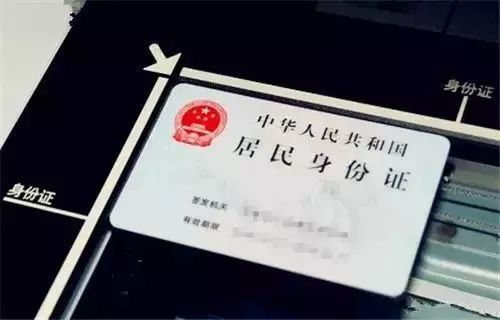 身份证
中华人民共和国
居民身份证
身份证
签发机关
有效期限